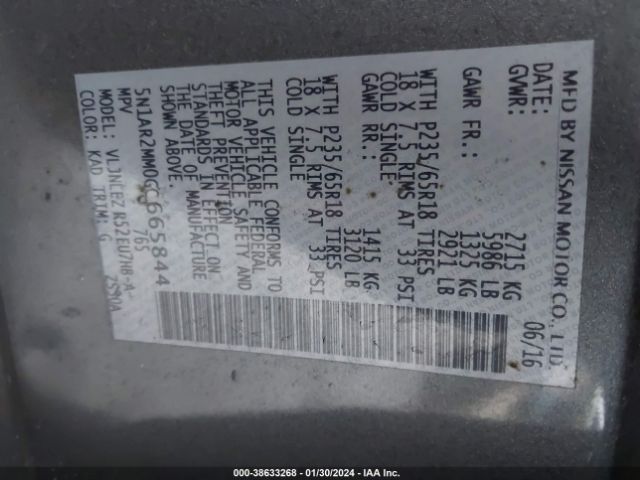 MFD BY NISSAN MOTOR CO., LTD.
DATE: 06/16
GVWR: 2715 KG
5986 LB
GAWR FR.: 1325 KG
2921 LB
WITH P235/65R18 TIRES
18 X 7.5 RIMS AT 33 PSI
COLD SINGLE
GAWR RR.: 1415 KG
3120 LB
WITH P235/65R18 TIRES
18 X 7.5 RIMS AT 33 PSI
COLD SINGLE
THIS VEHICLE CONFORMS TO
ALL APPLICABLE FEDERAL
MOTOR VEHICLE SAFETY AND
THEFT PREVENTION
STANDARDS IN EFFECT ON
THE DATE OF MANUFACTURE
SHOWN ABOVE.
5N1AR2MM0GC665844
MPV 765
MODEL: VLJNLBZ R52EU7HB-A-
COLOR: KAD TRIM: G
000-38633268 - 01/30/2024 - IAA Inc.